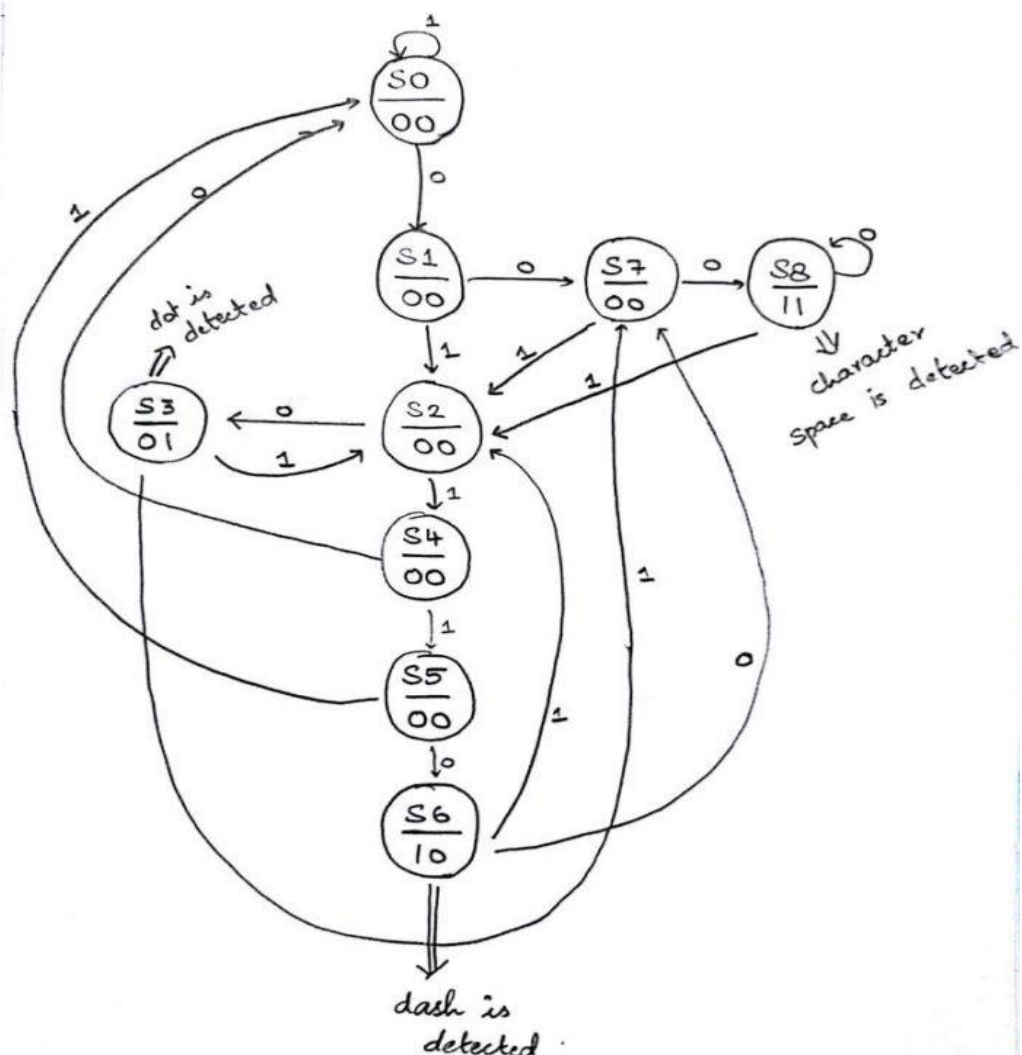 1
S0
00
0
1
0
S1
00
0
S7
00
0
S8
11
0
dot is
detected
1
1
1
character
space is detected
S3
01
0
1
S2
00
1
S4
00
1
1
S5
00
0
1
0
S6
10
dash is
detected.